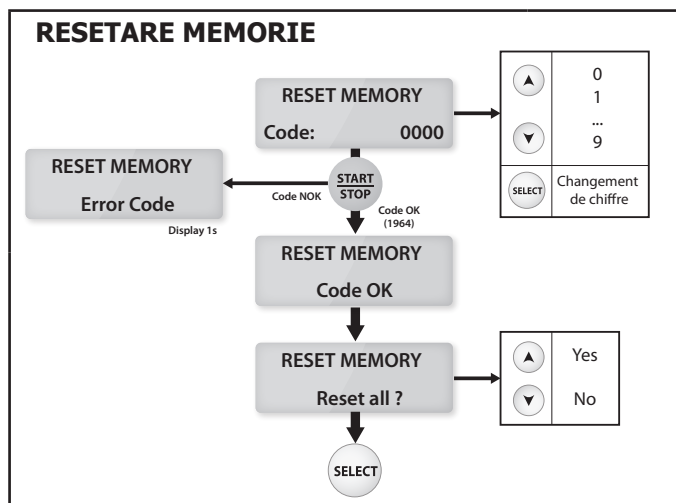 RESETARE MEMORIE
RESET MEMORY
Code: 0000
0
1
...
9
SELECT
Changement
de chiffre
START
STOP
Code NOK
RESET MEMORY
Error Code
Display 1s
Code OK
(1964)
RESET MEMORY
Code OK
RESET MEMORY
Reset all ?
Yes
No
SELECT